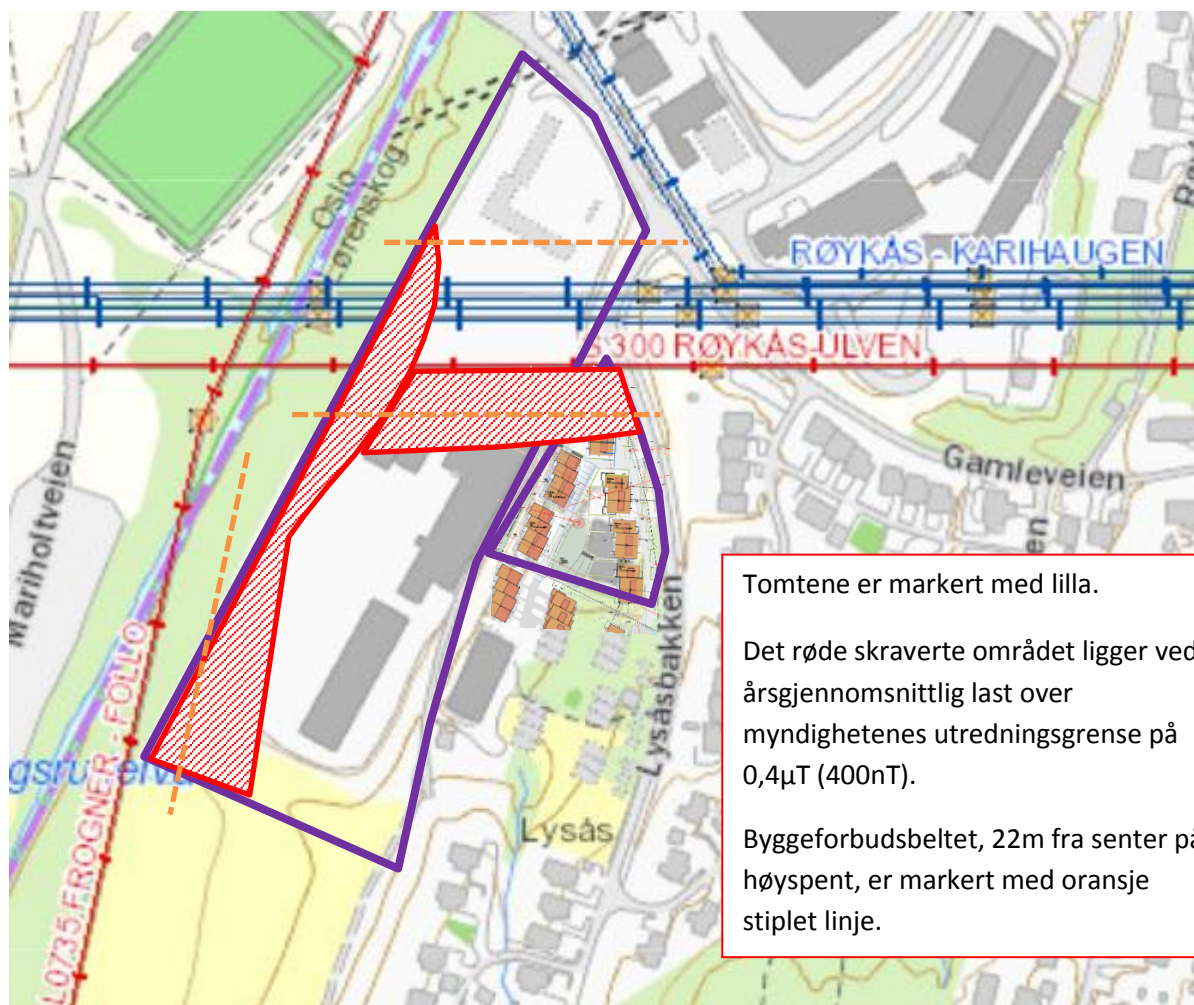 Oslo
Lørenskog
RØYKÅS - KARIHAUGEN
S 300 RØYKÅS-ULVEN
Mariholtveien
Gamleveien
L0735 FROGNER - FOLLO
Lysåsbakken
Lysås
Tomtene er markert med lilla.
Det røde skraverte området ligger ved
årsgjennomsnittlig last over
myndighetenes utredningsgrense på
0,4µT (400nT).
Byggeforbudsbeltet, 22m fra senter på
høyspent, er markert med oransje
stiplet linje.